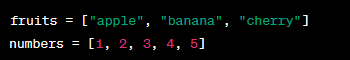 fruits = ["apple", "banana", "cherry"]
numbers = [1, 2, 3, 4, 5]